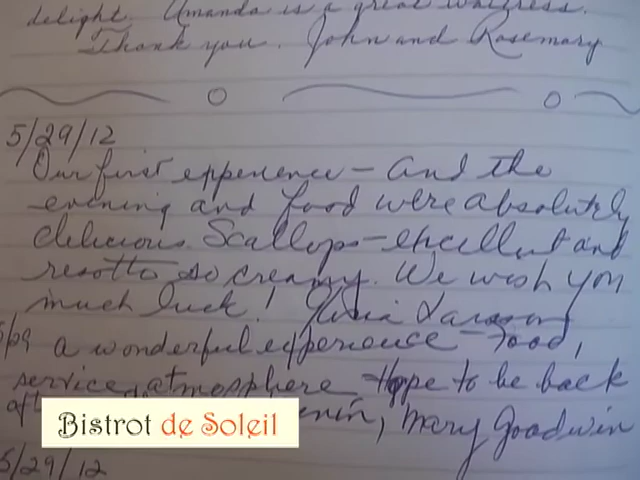 delight. Amanda is a great waitress.
Thank you. John and Rosemary
5/29/12
Our first experience - and the
evening and food were absolutely
delicious. Scallops - excellent and
resotto so creamy. We wish you
much luck!
5/29 a wonderful experience - food,
service, atmosphere - Hope to be back
Mary Goodwin
Bistrot de Soleil
5/29/12